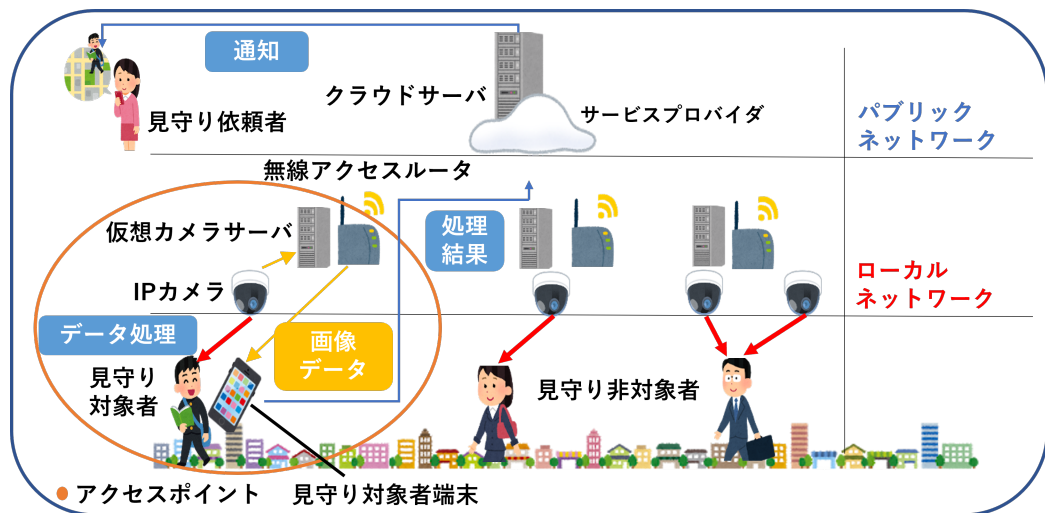 通知
クラウドサーバ
サービスプロバイダ
見守り依頼者
パブリック
ネットワーク
無線アクセスルータ
仮想カメラサーバ
処理
結果
IPカメラ
ローカル
ネットワーク
データ処理
画像
データ
見守り
対象者
見守り非対象者
アクセスポイント
見守り対象者端末